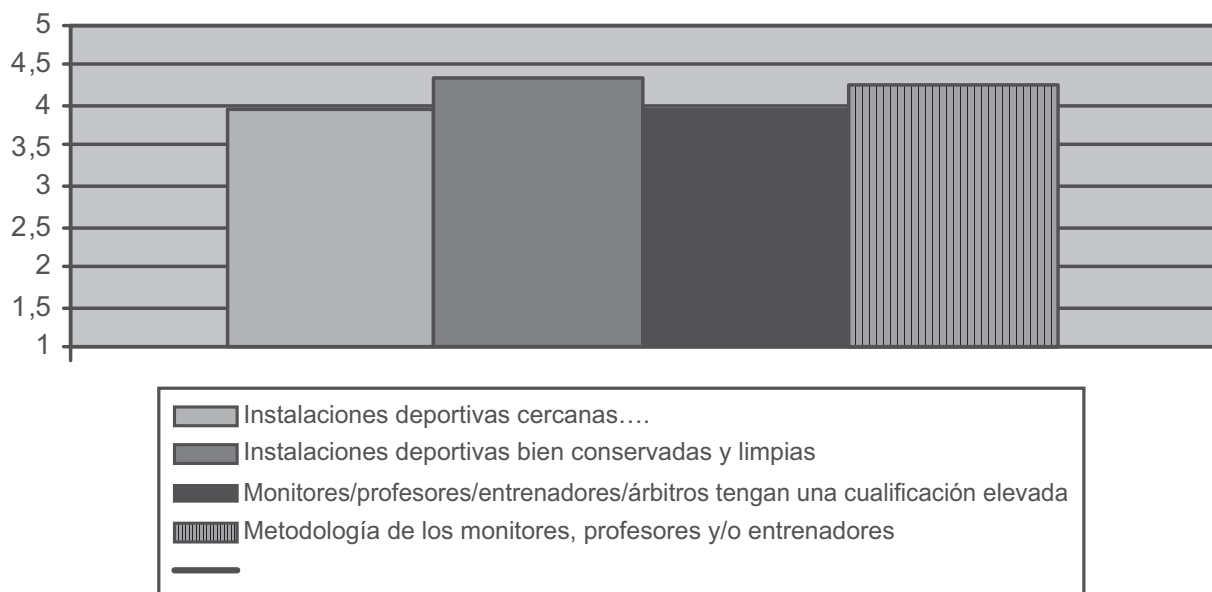 5
4,5
4
3,5
3
2,5
2
1,5
1
Instalaciones deportivas cercanas….
Instalaciones deportivas bien conservadas y limpias
Monitores/profesores/entrenadores/árbitros tengan una cualificación elevada
Metodología de los monitores, profesores y/o entrenadores